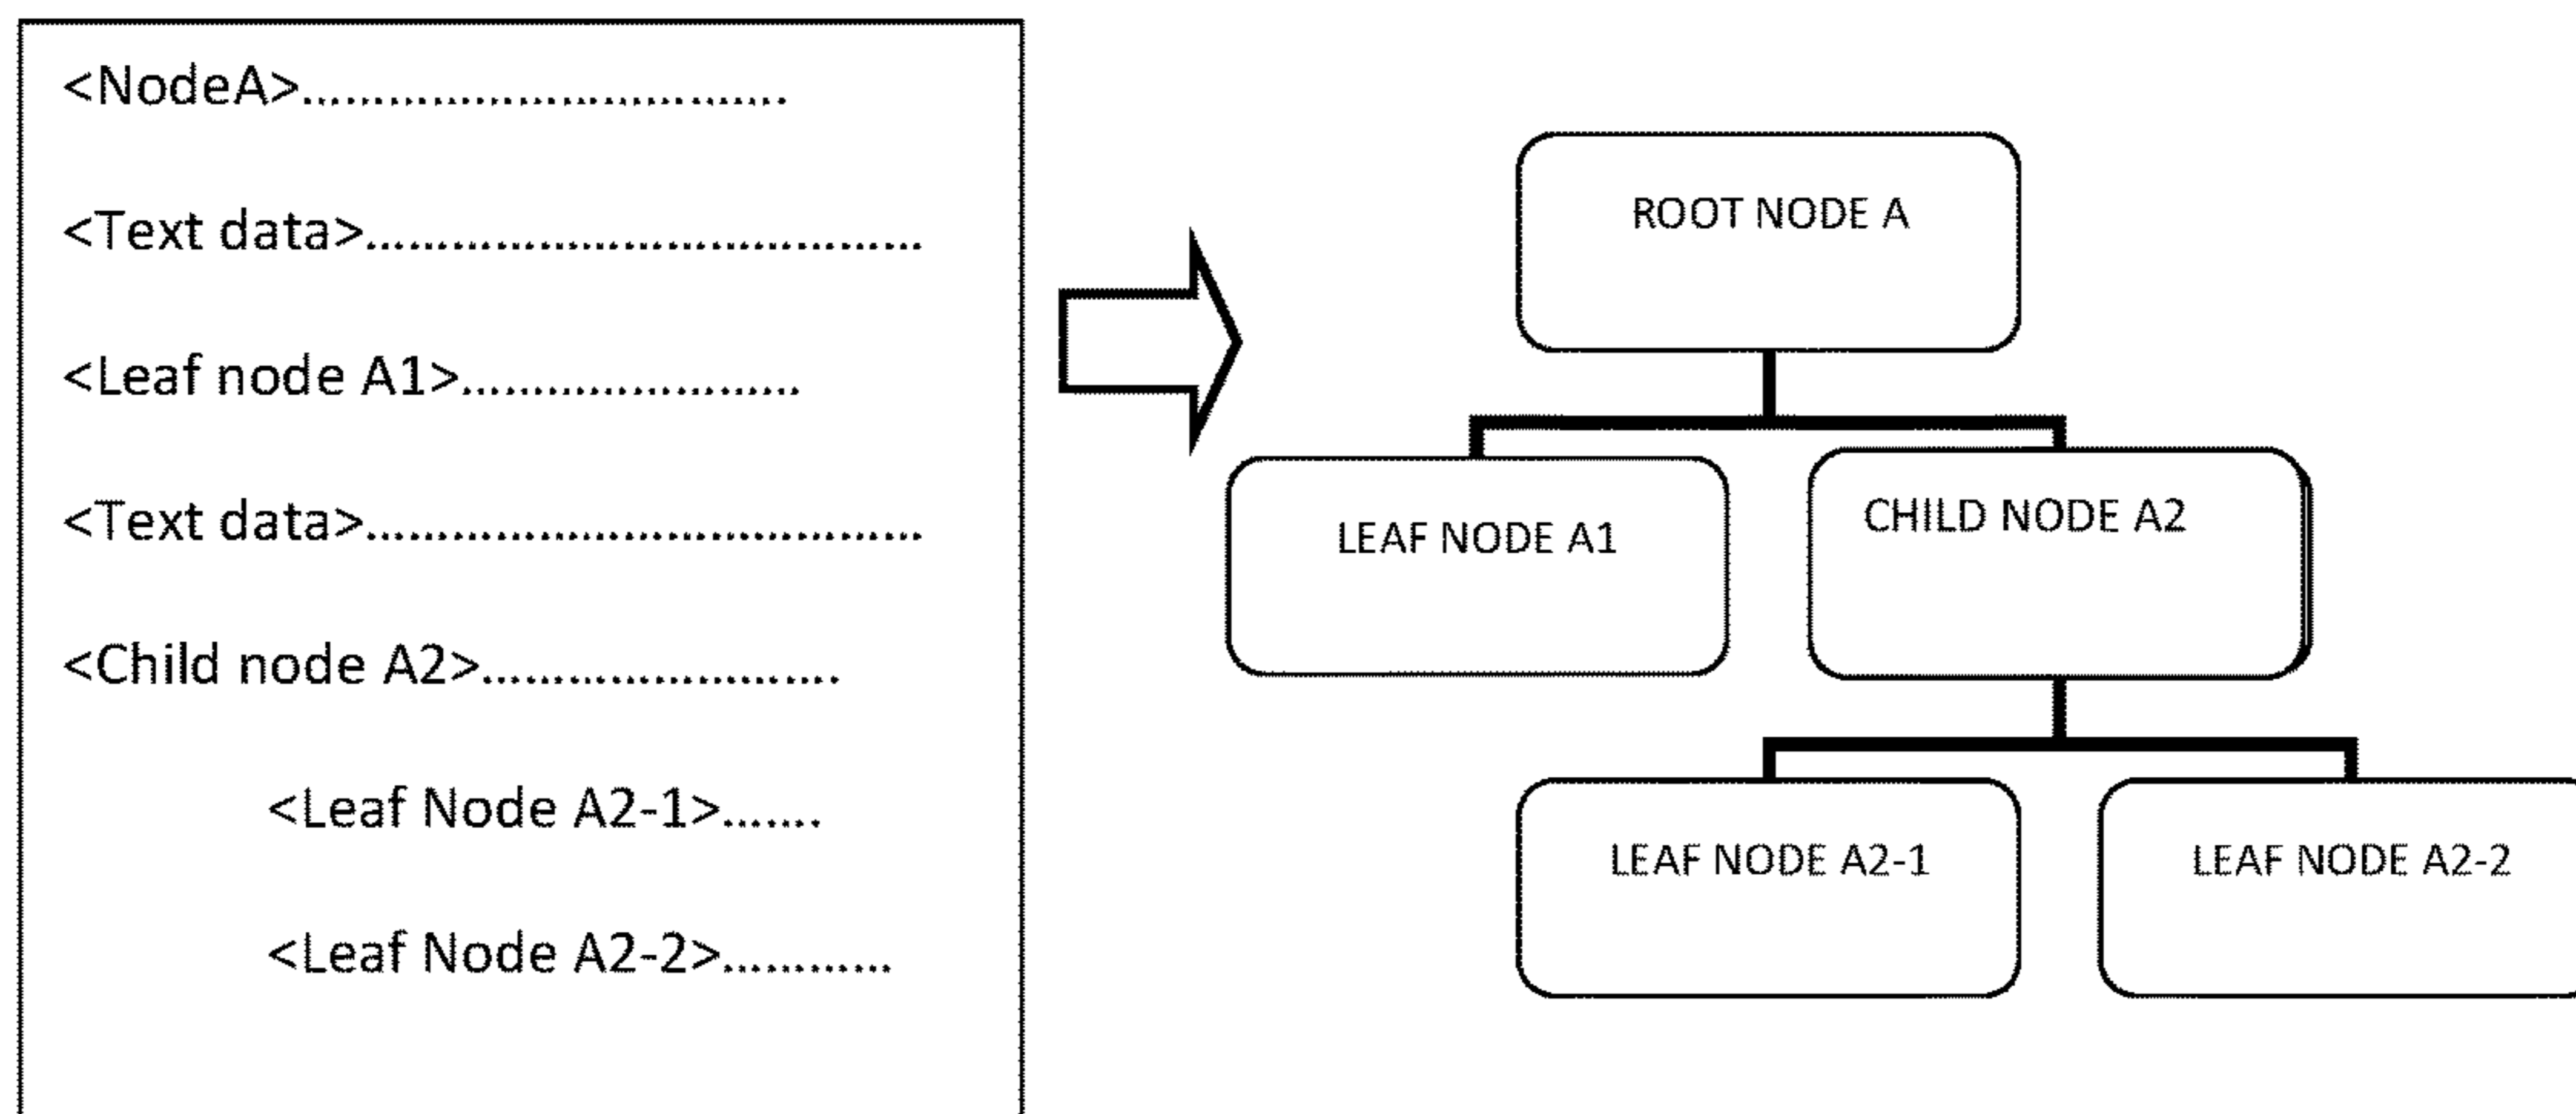 <NodeA>..................................
<Text data>.......................................
<Leaf node A1>........................
<Text data>.......................................
<Child node A2>.........................
<Leaf Node A2-1>.......
<Leaf Node A2-2>............
ROOT NODE A
LEAF NODE A1
CHILD NODE A2
LEAF NODE A2-1
LEAF NODE A2-2